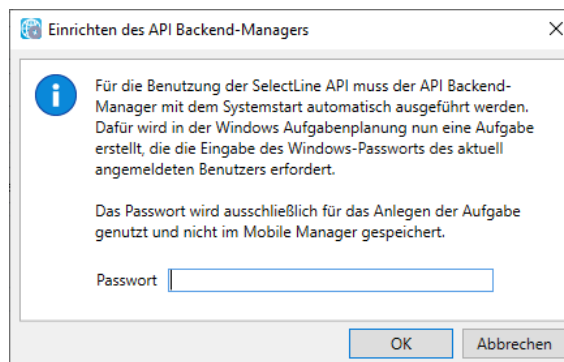 Einrichten des API Backend-Managers
Für die Benutzung der SelectLine API muss der API Backend-
Manager mit dem Systemstart automatisch ausgeführt werden.
Dafür wird in der Windows Aufgabenplanung nun eine Aufgabe
erstellt, die die Eingabe des Windows-Passworts des aktuell
angemeldeten Benutzers erfordert.
Das Passwort wird ausschließlich für das Anlegen der Aufgabe
genutzt und nicht im Mobile Manager gespeichert.
Passwort
OK Abbrechen